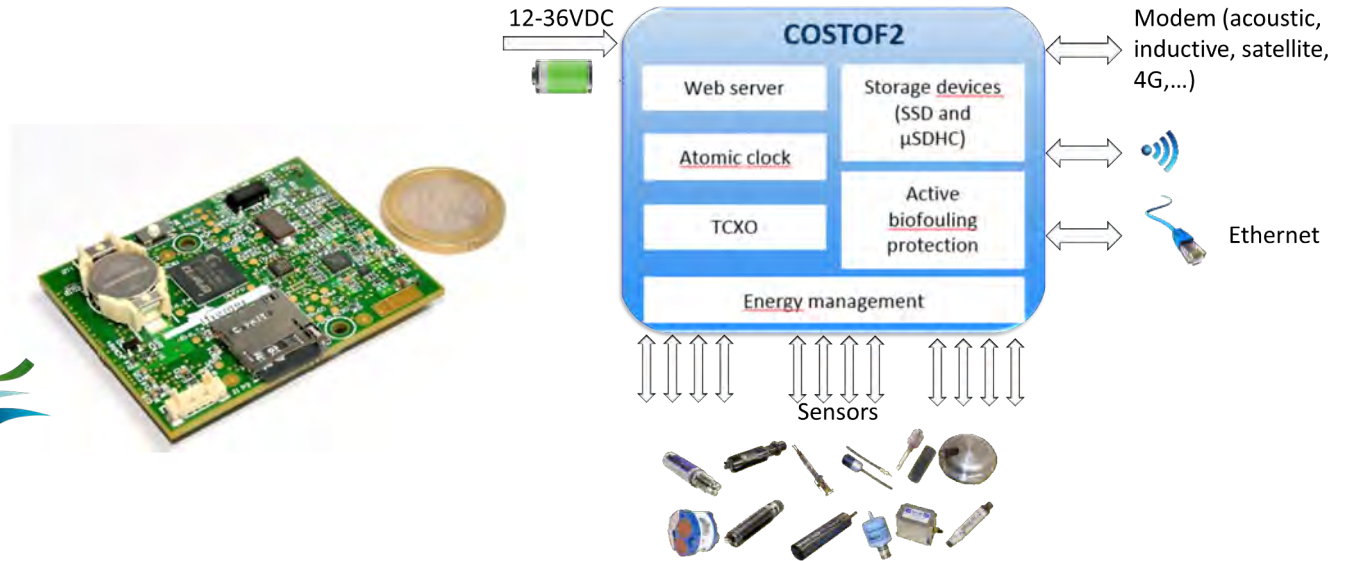 12-36VDC
COSTOF2
Web server
Atomic clock
TCXO
Storage devices
(SSD and
µSDHC)
Active
biofouling
protection
Energy management
Modem (acoustic,
inductive, satellite,
4G,...)
Ethernet
Sensors